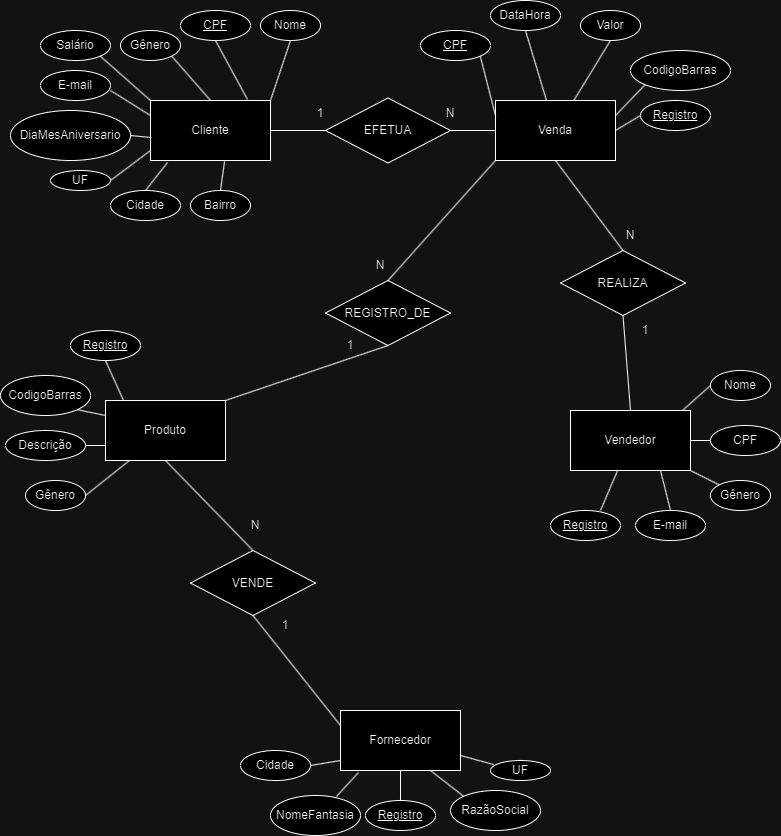 CPF
Nome
DataHora
Valor
Salário
Gênero
CPF
CodigoBarras
E-mail
Registro
DiaMesAniversario
Cliente
1
EFETUA
N
Venda
UF
Cidade
Bairro
N
N
REALIZA
REGISTRO_DE
1
1
Registro
CodigoBarras
Descrição
Gênero
Produto
Nome
Vendedor
CPF
Gênero
Registro
E-mail
N
VENDE
1
Fornecedor
Cidade
UF
NomeFantasia
Registro
RazãoSocial